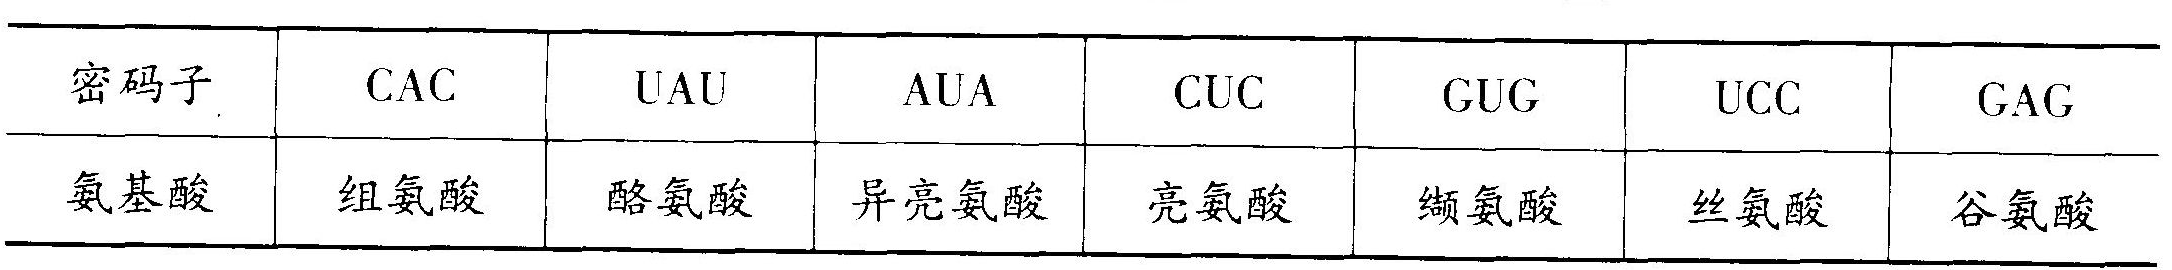 密码子 CAC UAU AUA CUC GUG UCC GAG
氨基酸 组氨酸 酪氨酸 异亮氨酸 亮氨酸 缬氨酸 丝氨酸 谷氨酸